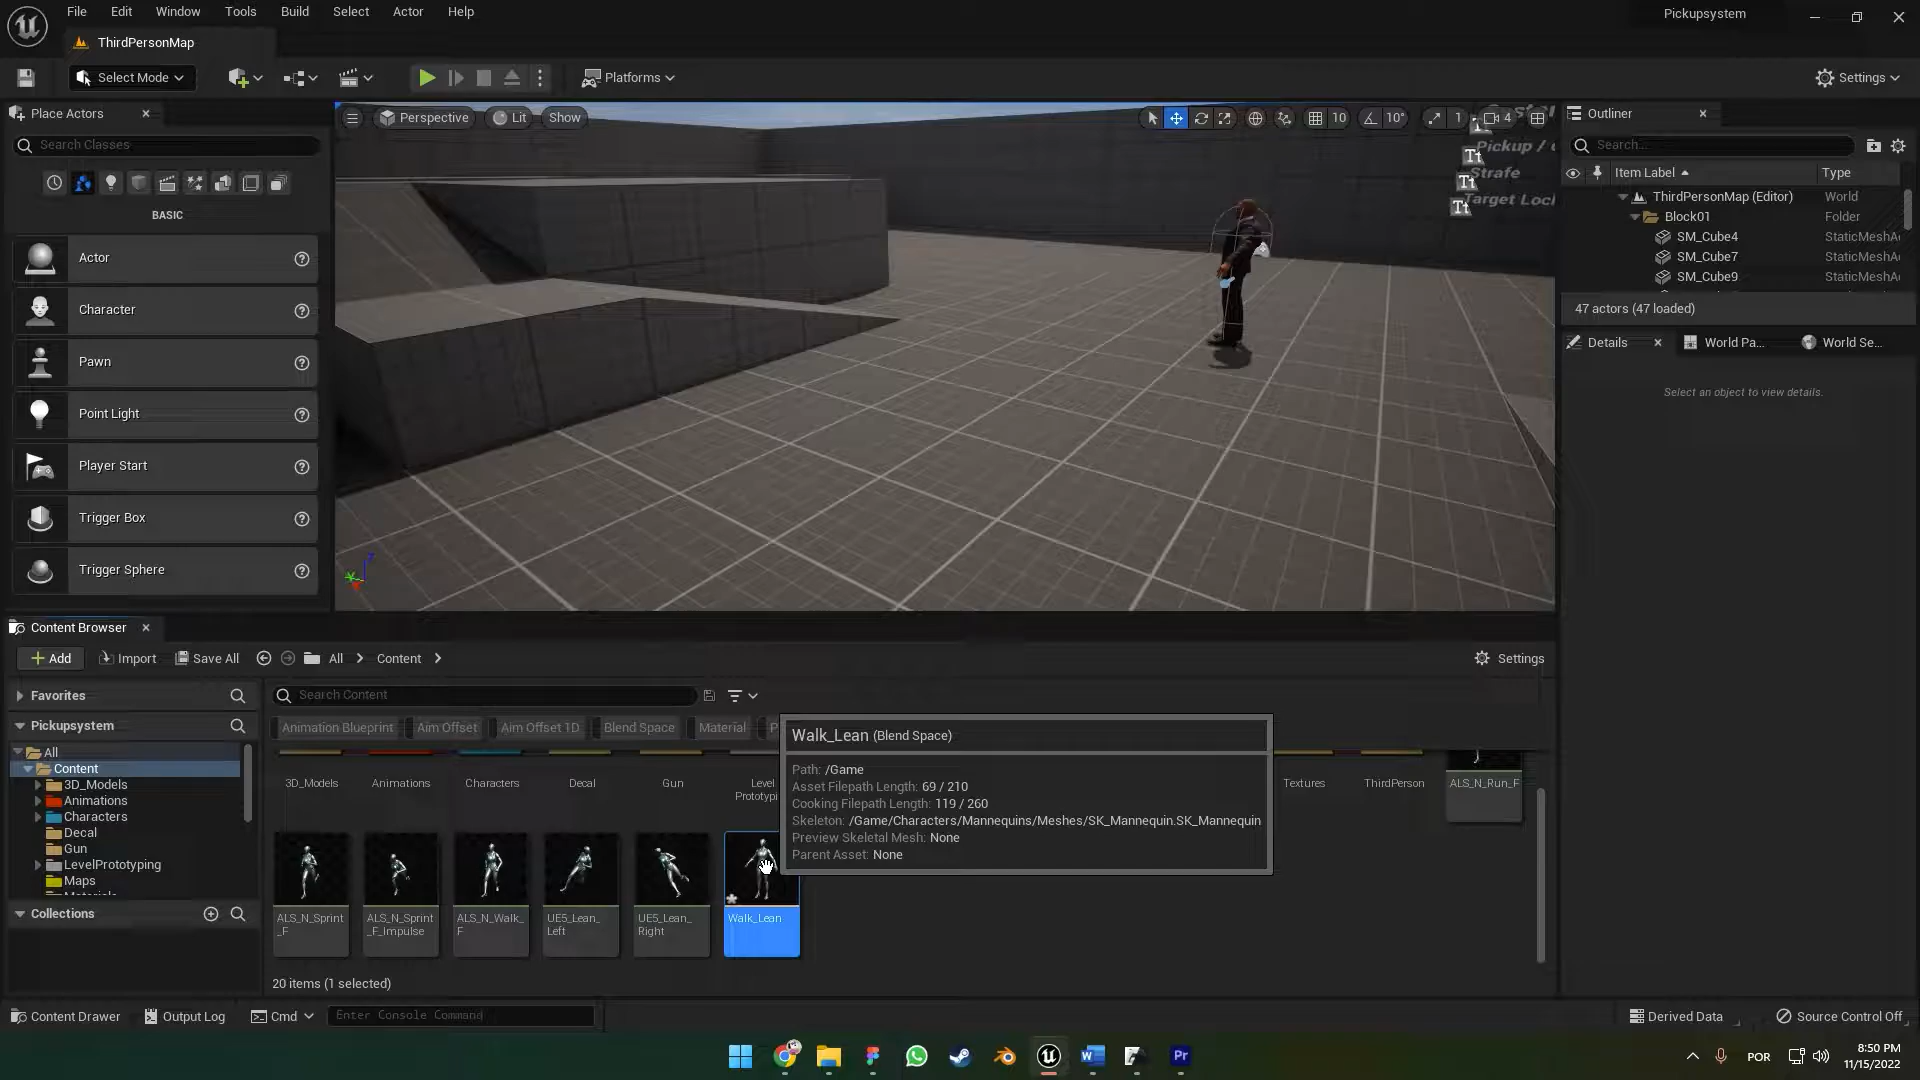 File Edit Window Tools Build Select Actor Help
Pickupsystem
ThirdPersonMap
Select Mode
Platforms
Settings
Place Actors
Search Classes
BASIC
Actor
Character
Pawn
Point Light
Player Start
Trigger Box
Trigger Sphere
Perspective
Lit
Show
10
10°
1
4
Pickup /
Strafe
Target Lock
Outliner
Search...
Item Label
Type
ThirdPersonMap (Editor)
World
Block01
Folder
SM_Cube4
StaticMeshA
SM_Cube7
StaticMeshA
SM_Cube9
StaticMeshA
47 actors (47 loaded)
Details
World Pa...
World Se...
Select an object to view details.
Content Browser
Add
Import
Save All
All
Content
Settings
Favorites
Pickupsystem
All
Content
3D_Models
Animations
Characters
Decal
Gun
LevelPrototyping
Maps
Collections
Search Content
Animation Blueprint
Aim Offset
Aim Offset 1D
Blend Space
Material
3D_Models
Animations
Characters
Decal
Gun
Level
Prototypi
Textures
ThirdPerson
ALS_N_Run_F
Walk_Lean (Blend Space)
Path: /Game
Asset Filepath Length: 69 / 210
Cooking Filepath Length: 119 / 260
Skeleton: /Game/Characters/Mannequins/Meshes/SK_Mannequin.SK_Mannequin
Preview Skeletal Mesh: None
Parent Asset: None
ALS_N_Sprint
_F
ALS_N_Sprint
_F_Impulse
ALS_N_Walk_
F
UE5_Lean_
Left
UE5_Lean_
Right
Walk_Lean
20 items (1 selected)
Content Drawer
Output Log
Cmd
Enter Console Command
Derived Data
Source Control Off
POR
8:50 PM
11/15/2022